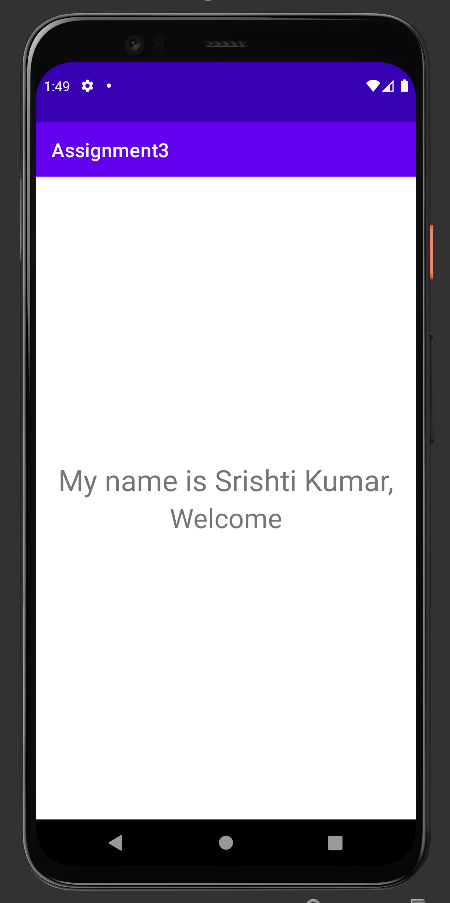 1:49
Assignment3
My name is Srishti Kumar,
Welcome